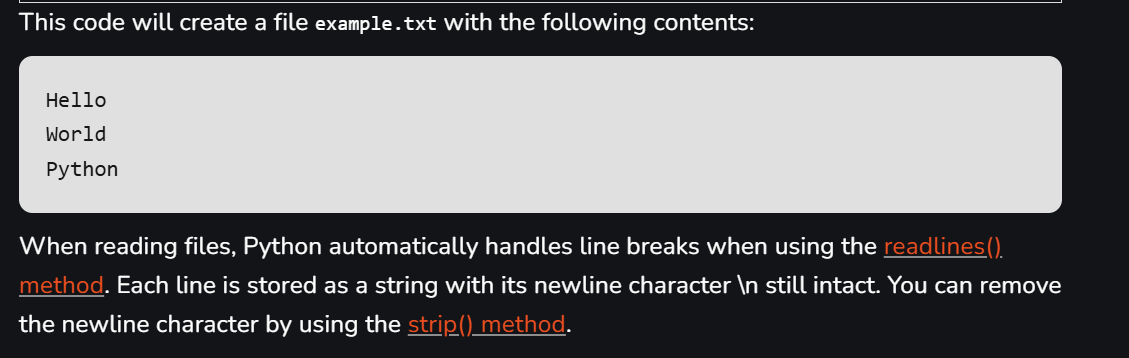 This code will create a file example.txt with the following contents:
Hello
World
Python
When reading files, Python automatically handles line breaks when using the readlines()
method. Each line is stored as a string with its newline character \n still intact. You can remove
the newline character by using the strip() method.